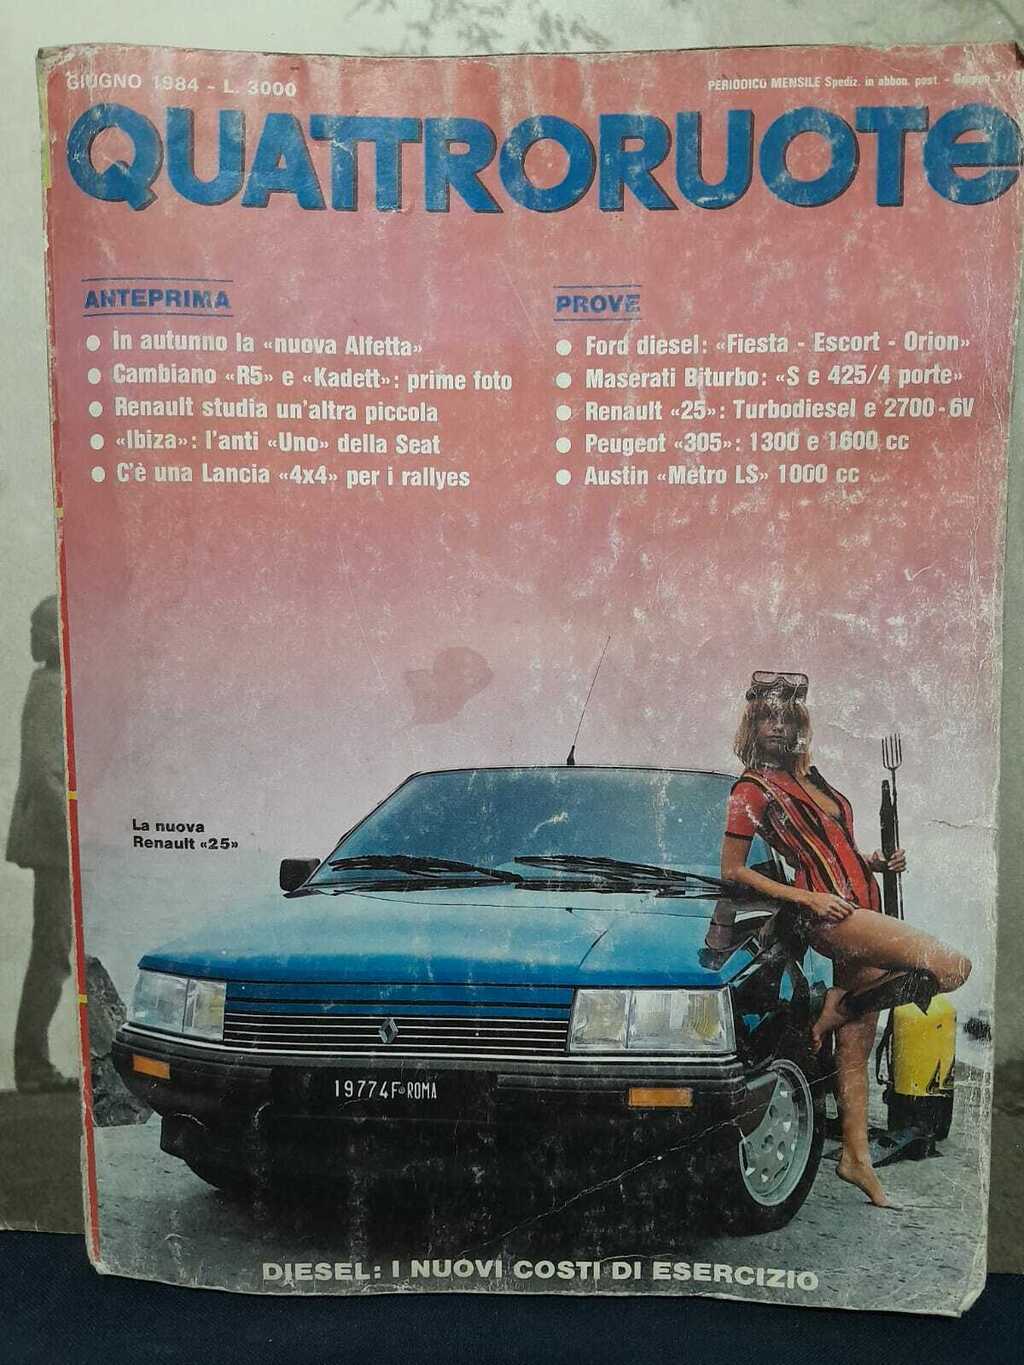 GIUGNO 1984 - L. 3000
PERIODICO MENSILE Spediz. in abbon. post. - Gruppo
QUATTRORUOTE
ANTEPRIMA
● In autunno la «nuova Alfetta»
● Cambiano «R5» e «Kadett»: prime foto
● Renault studia un'altra piccola
● «Ibiza»: l'anti «Uno» della Seat
● C'è una Lancia «4x4» per i rallyes
PROVE
● Ford diesel: «Fiesta - Escort - Orion»
● Maserati Biturbo: «S e 425/4 porte»
● Renault «25»: Turbodiesel e 2700-6V
● Peugeot «305»: 1300 e 1600 cc
● Austin «Metro LS» 1000 cc
La nuova
Renault «25»
19774F ROMA
DIESEL: I NUOVI COSTI DI ESERCIZIO